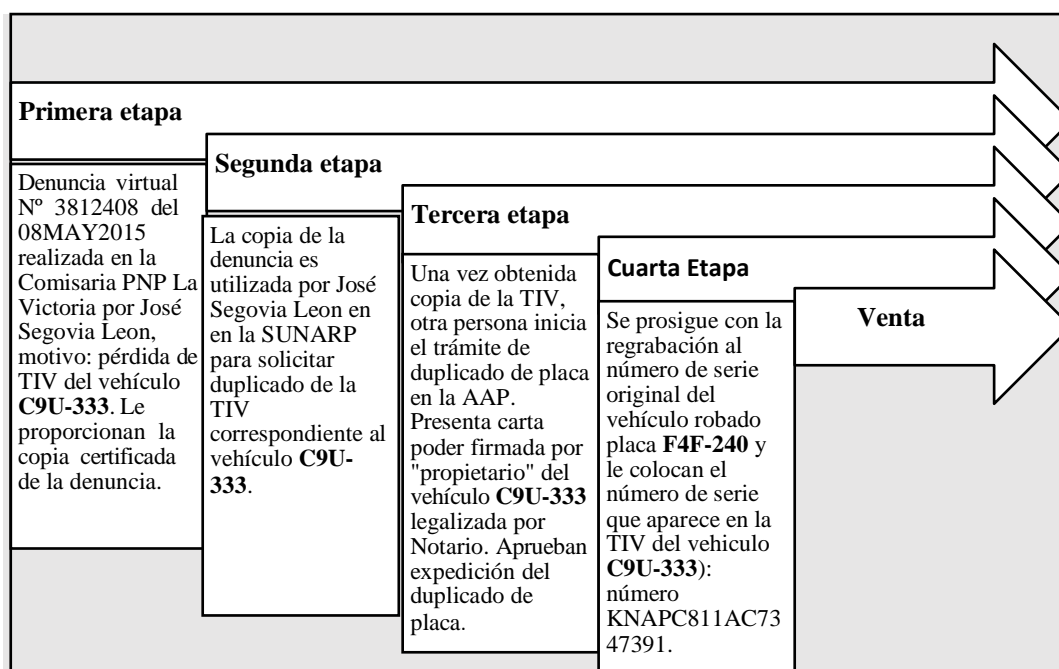 Primera etapa
Denuncia virtual
Nº 3812408 del
08MAY2015
realizada en la
Comisaria PNP La
Victoria por José
Segovia Leon,
motivo: pérdida de
TIV del vehículo
C9U-333. Le
proporcionan la
copia certificada
de la denuncia.
Segunda etapa
La copia de la
denuncia es
utilizada por José
Segovia Leon en
en la SUNARP
para solicitar
duplicado de la
TIV
correspondiente al
vehículo C9U-
333.
Tercera etapa
Una vez obtenida
copia de la TIV,
otra persona inicia
el trámite de
duplicado de placa
en la AAP.
Presenta carta
poder firmada por
"propietario" del
vehículo C9U-333
legalizada por
Notario. Aprueban
expedición del
duplicado de
placa.
Cuarta Etapa
Se prosigue con la
regrabación al
número de serie
original del
vehículo robado
placa F4F-240 y
le colocan el
número de serie
que aparece en la
TIV del vehiculo
C9U-333):
número
KNAPC811AC73
47391.
Venta